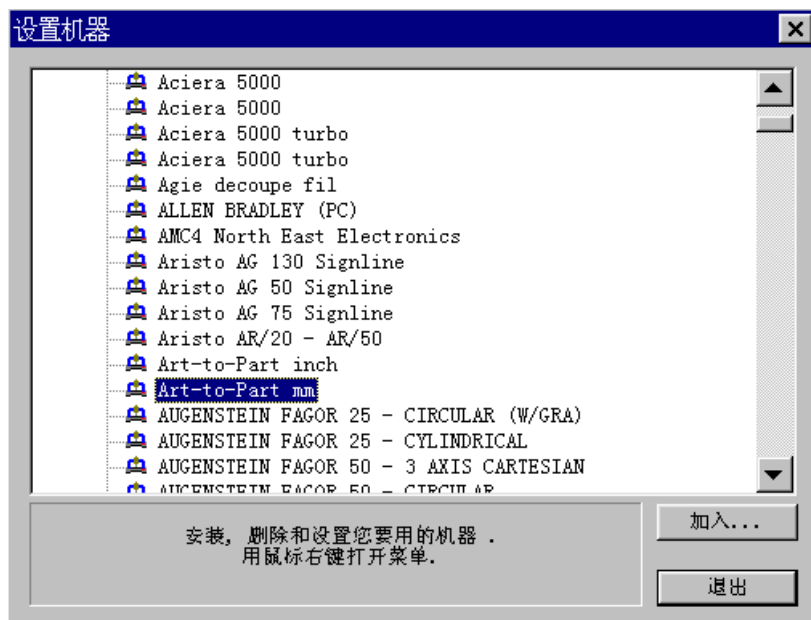 设置机器
Aciera 5000
Aciera 5000
Aciera 5000 turbo
Aciera 5000 turbo
Agie decoupe fil
ALLEN BRADLEY (PC)
AMC4 North East Electronics
Aristo AG 130 Signline
Aristo AG 50 Signline
Aristo AG 75 Signline
Aristo AR/20 - AR/50
Art-to-Part inch
Art-to-Part mm
AUGENSTEIN FAGOR 25 - CIRCULAR (W/GRA)
AUGENSTEIN FAGOR 25 - CYLINDRICAL
AUGENSTEIN FAGOR 50 - 3 AXIS CARTESIAN
AUGENSTEIN FAGOR 50 - CIRCULAR
安装, 删除和设置您要用的机器 .
用鼠标右键打开菜单.
加入...
退出